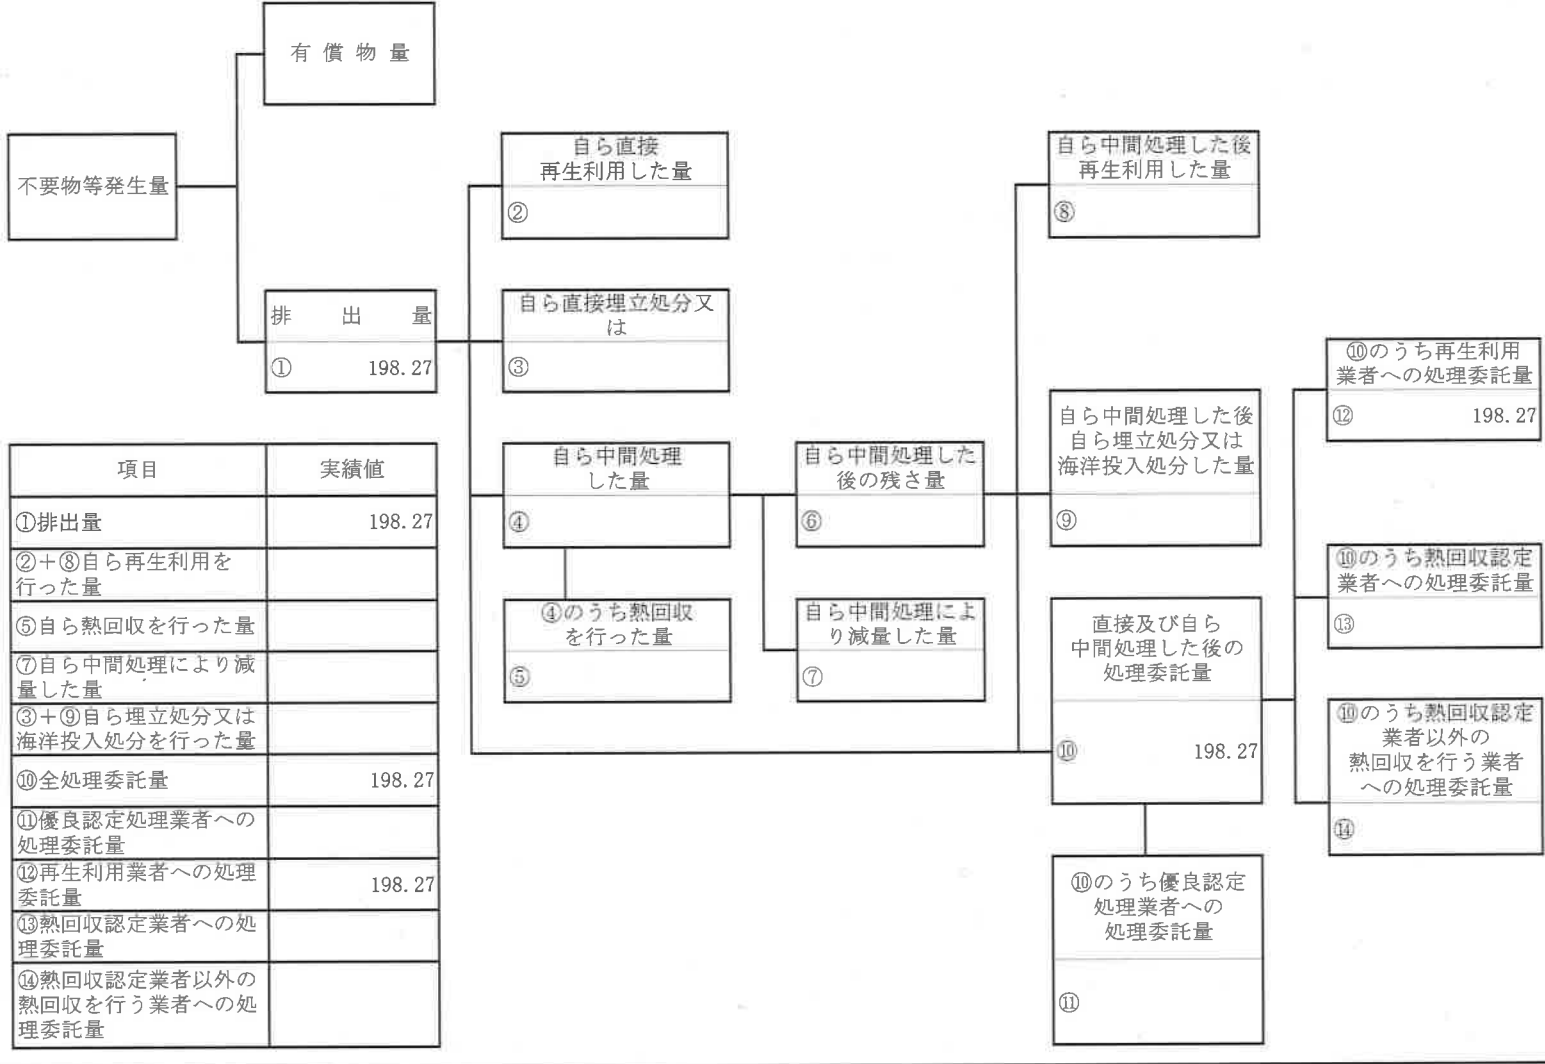 有償物量
不要物等発生量
排出量
① 198.27
自ら直接
再生利用した量
②
自ら直接埋立処分又
は
③
自ら中間処理
した量
④
④のうち熱回収
を行った量
⑤
自ら中間処理した
後の残さ量
⑥
自ら中間処理によ
り減量した量
⑦
自ら中間処理した後
再生利用した量
⑧
自ら中間処理した後
自ら埋立処分又は
海洋投入処分した量
⑨
直接及び自ら
中間処理した後の
処理委託量
⑩ 198.27
⑩のうち優良認定
処理業者への
処理委託量
⑪
⑩のうち再生利用
業者への処理委託量
⑫ 198.27
⑩のうち熱回収認定
業者への処理委託量
⑬
⑩のうち熱回収認定
業者以外の
熱回収を行う業者
への処理委託量
⑭
項目 実績値
①排出量 198.27
②+⑧自ら再生利用を
行った量
⑤自ら熱回収を行った量
⑦自ら中間処理により減
量した量
③+⑨自ら埋立処分又は
海洋投入処分を行った量
⑩全処理委託量 198.27
⑪優良認定処理業者への
処理委託量
⑫再生利用業者への処理
委託量 198.27
⑬熱回収認定業者への処
理委託量
⑭熱回収認定業者以外の
熱回収を行う業者への処
理委託量